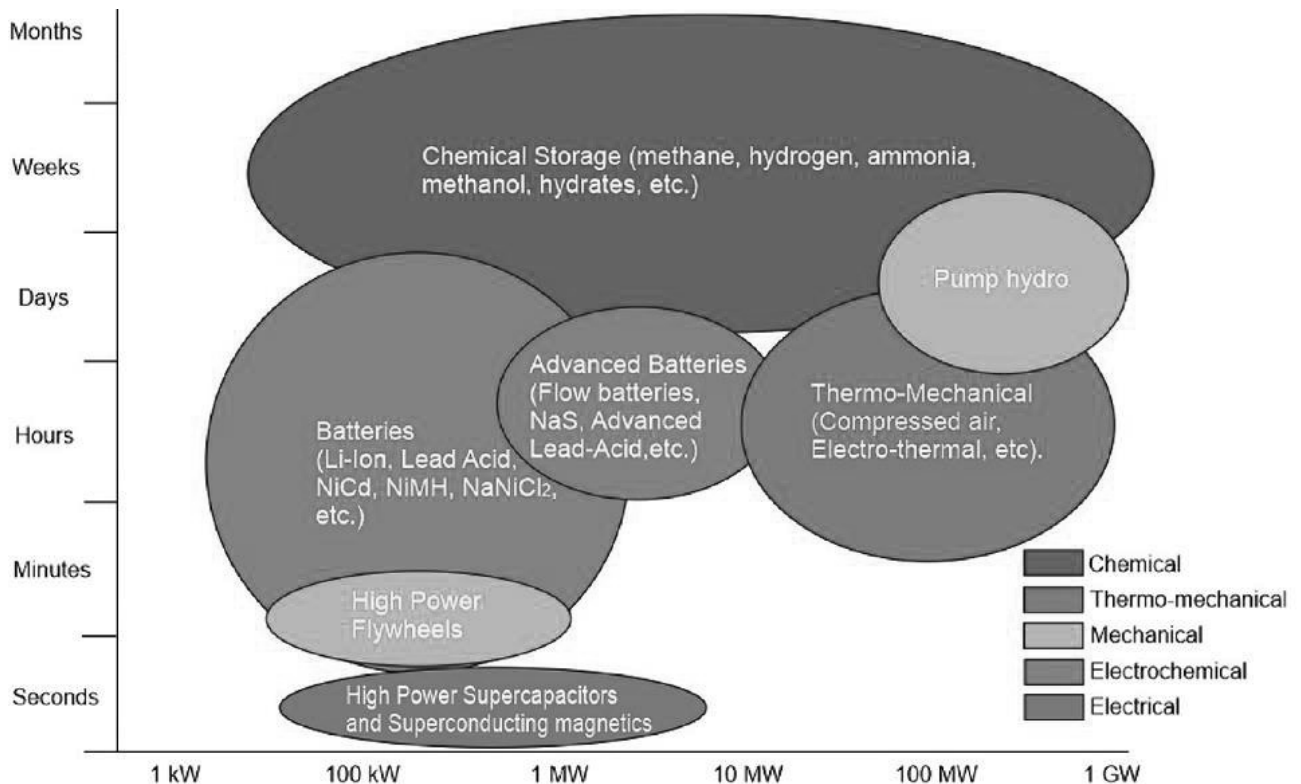 Months
Weeks
Days
Hours
Minutes
Seconds
Chemical Storage (methane, hydrogen, ammonia,
methanol, hydrates, etc.)
Pump hydro
Advanced Batteries
(Flow batteries,
NaS, Advanced
Lead-Acid,etc.)
Thermo-Mechanical
(Compressed air,
Electro-thermal, etc).
Batteries
(Li-Ion, Lead Acid,
NiCd, NiMH, NaNiCl2,
etc.)
High Power
Flywheels
High Power Supercapacitors
and Superconducting magnetics
Chemical
Thermo-mechanical
Mechanical
Electrochemical
Electrical
1 kW 100 kW 1 MW 10 MW 100 MW 1 GW